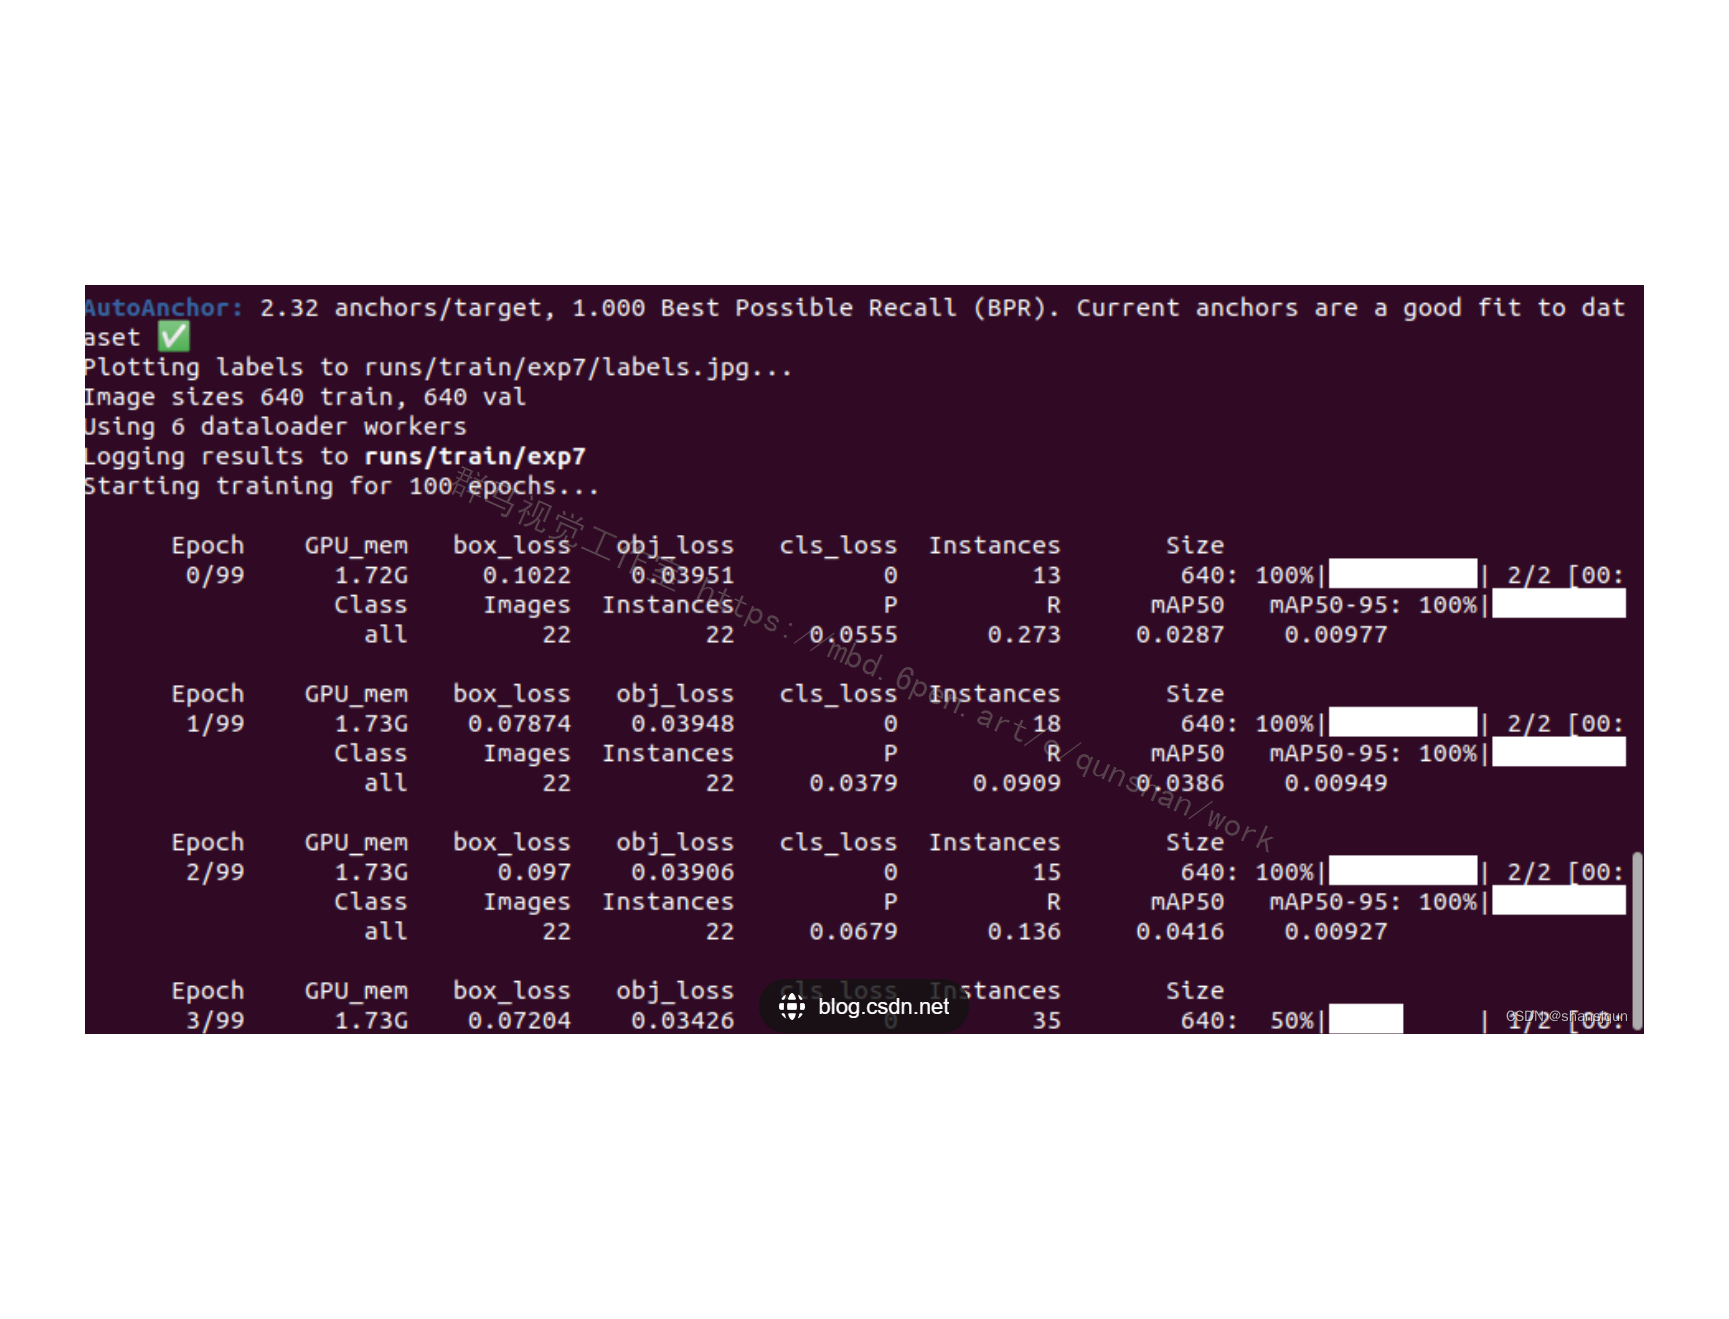 AutoAnchor: 2.32 anchors/target, 1.000 Best Possible Recall (BPR). Current anchors are a good fit to dat
aset ✅
Plotting labels to runs/train/exp7/labels.jpg...
Image sizes 640 train, 640 val
Using 6 dataloader workers
Logging results to runs/train/exp7
Starting training for 100 epochs...
Epoch GPU_mem box_loss obj_loss cls_loss Instances Size
0/99 1.72G 0.1022 0.03951 0 13 640: 100%| | 2/2 [00:
Class Images Instances P R mAP50 mAP50-95: 100%|
all 22 22 0.0555 0.273 0.0287 0.00977
Epoch GPU_mem box_loss obj_loss cls_loss Instances Size
1/99 1.73G 0.07874 0.03948 0 18 640: 100%| | 2/2 [00:
Class Images Instances P R mAP50 mAP50-95: 100%|
all 22 22 0.0379 0.0909 0.0386 0.00949
Epoch GPU_mem box_loss obj_loss cls_loss Instances Size
2/99 1.73G 0.097 0.03906 0 15 640: 100%| | 2/2 [00:
Class Images Instances P R mAP50 mAP50-95: 100%|
all 22 22 0.0679 0.136 0.0416 0.00927
Epoch GPU_mem box_loss obj_loss cls_loss Instances Size
3/99 1.73G 0.07204 0.03426 0 35 640: 50%| | 1/2 [00:
群马视觉工作室 https://mbd.6pen.art/o/qunshan/work
blog.csdn.net